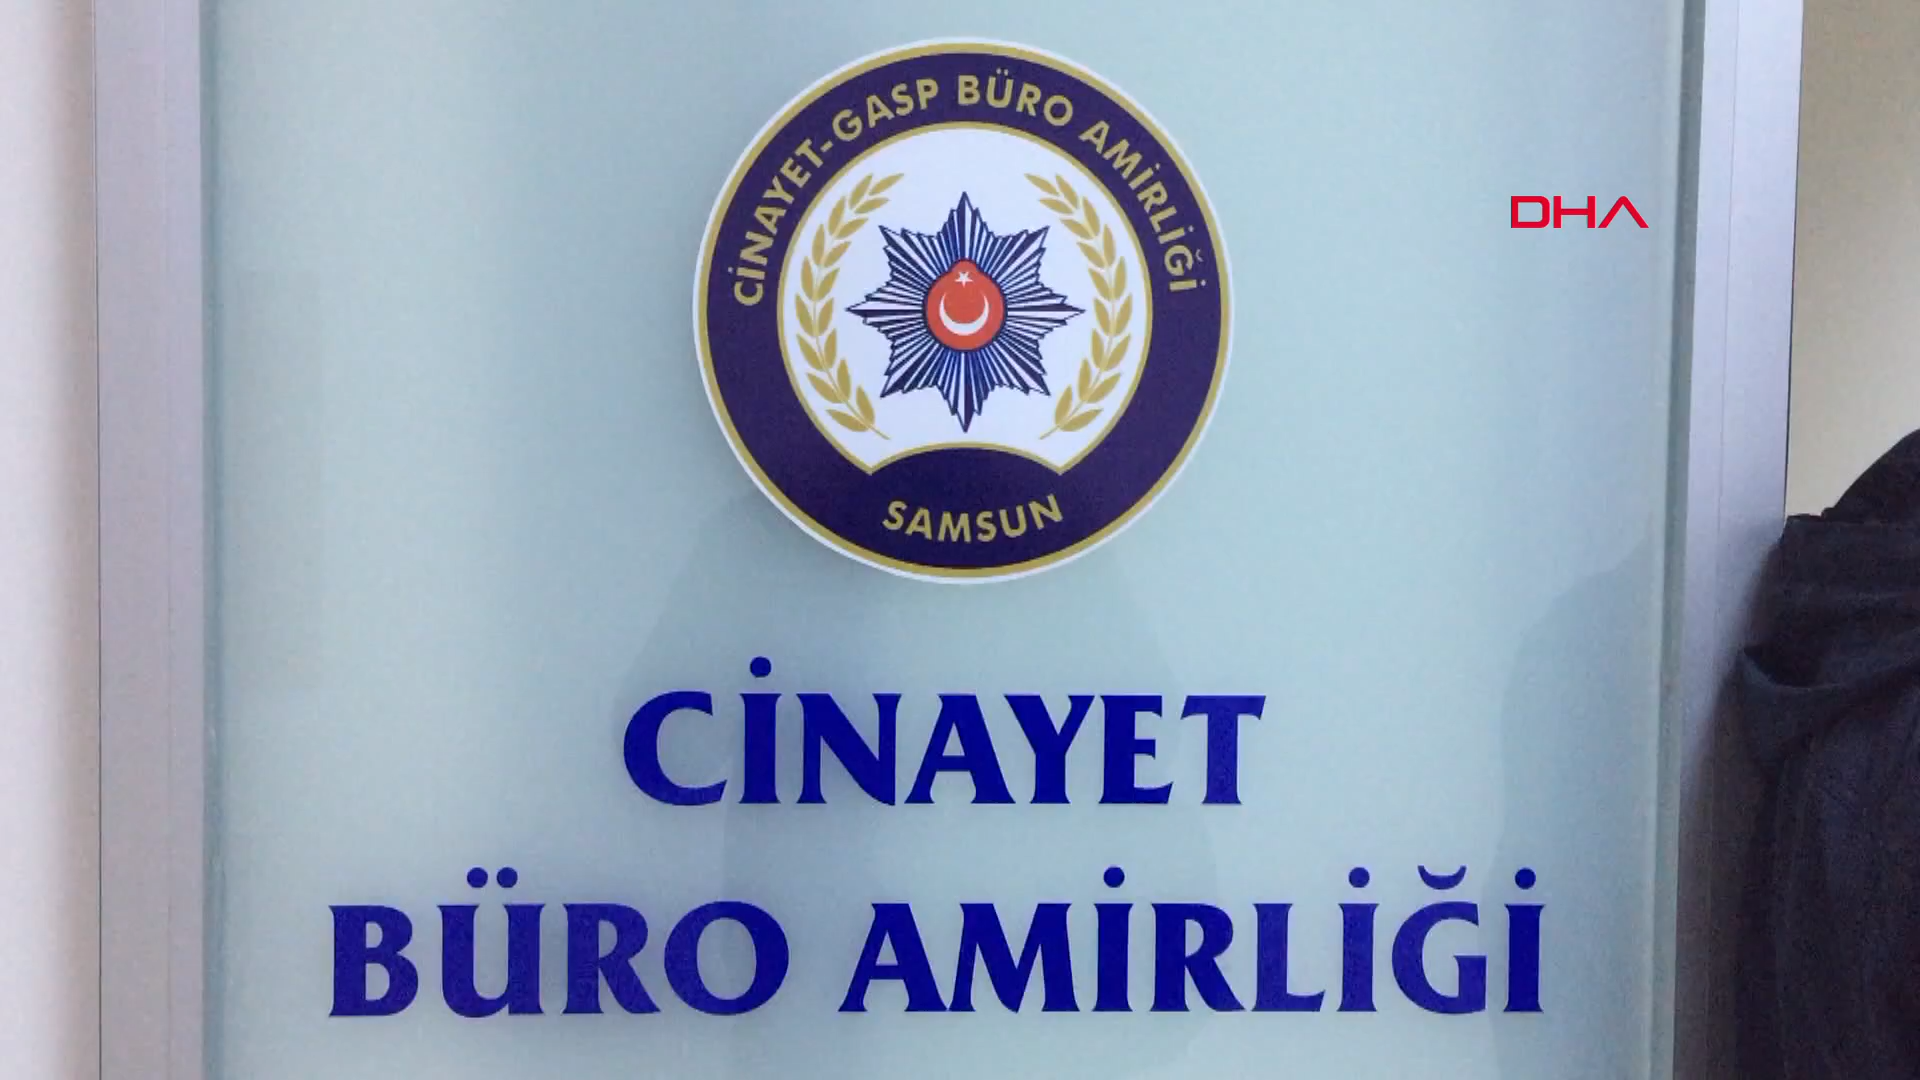 CİNAYET-GASP BÜRO AMİRLİĞİ
DHA
SAMSUN
CİNAYET
BÜRO AMİRLİĞİ